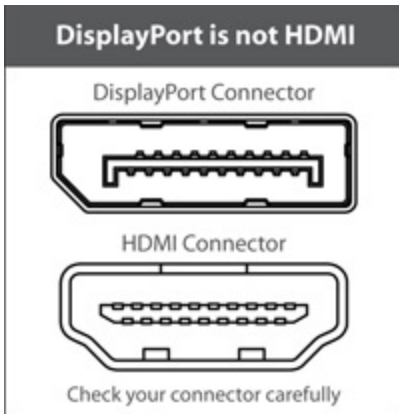 DisplayPort is not HDMI
DisplayPort Connector
HDMI Connector
Check your connector carefully